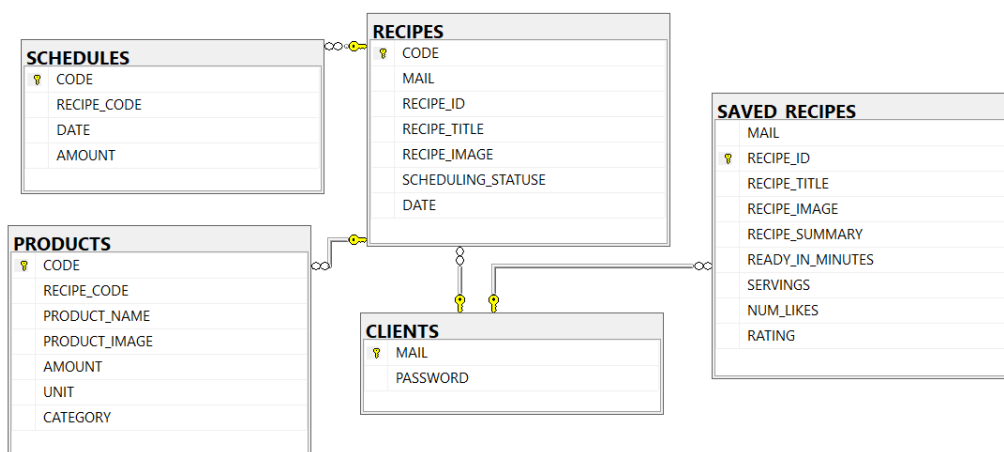 SCHEDULES
CODE
RECIPE_CODE
DATE
AMOUNT
RECIPES
CODE
MAIL
RECIPE_ID
RECIPE_TITLE
RECIPE_IMAGE
SCHEDULING_STATUSE
DATE
SAVED_RECIPES
MAIL
RECIPE_ID
RECIPE_TITLE
RECIPE_IMAGE
RECIPE_SUMMARY
READY_IN_MINUTES
SERVINGS
NUM_LIKES
RATING
PRODUCTS
CODE
RECIPE_CODE
PRODUCT_NAME
PRODUCT_IMAGE
AMOUNT
UNIT
CATEGORY
CLIENTS
MAIL
PASSWORD